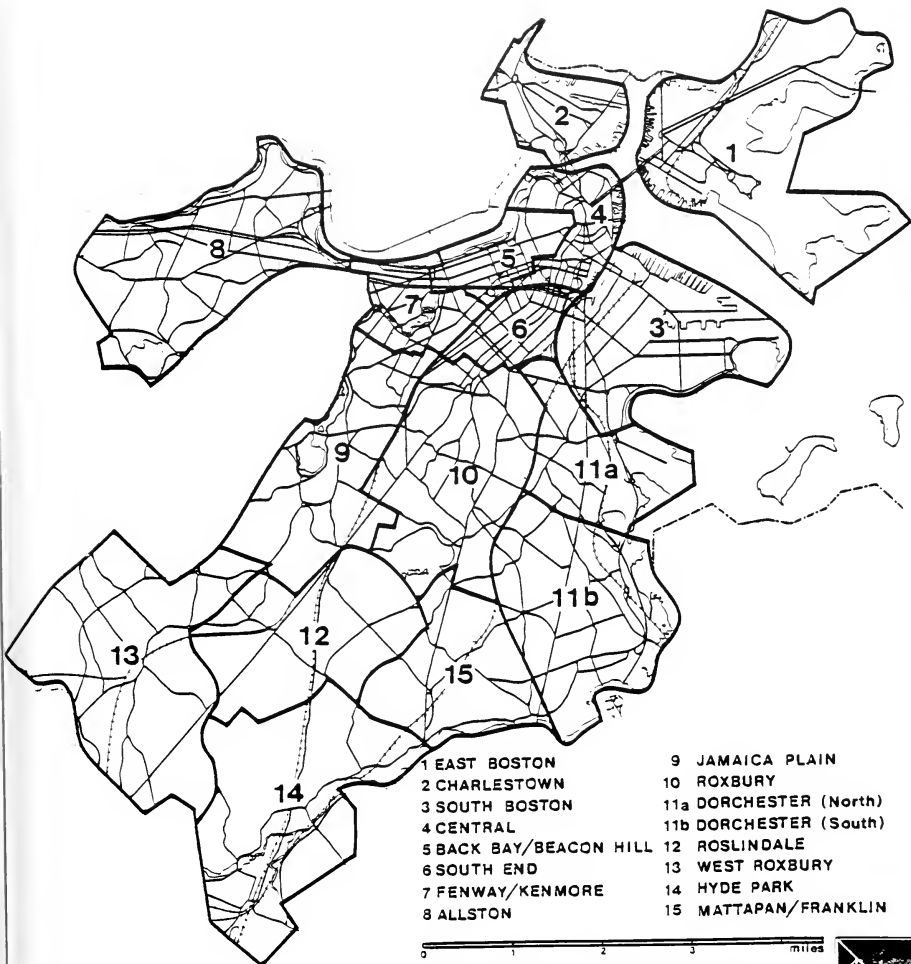 2
1
4
8
5
7
3
6
9
10
11a
11b
12
13
15
14
1 EAST BOSTON
2 CHARLESTOWN
3 SOUTH BOSTON
4 CENTRAL
5 BACK BAY/BEACON HILL
6 SOUTH END
7 FENWAY/KENMORE
8 ALLSTON
9 JAMAICA PLAIN
10 ROXBURY
11a DORCHESTER (North)
11b DORCHESTER (South)
12 ROSLINDALE
13 WEST ROXBURY
14 HYDE PARK
15 MATTAPAN/FRANKLIN
0 1 2 3 miles